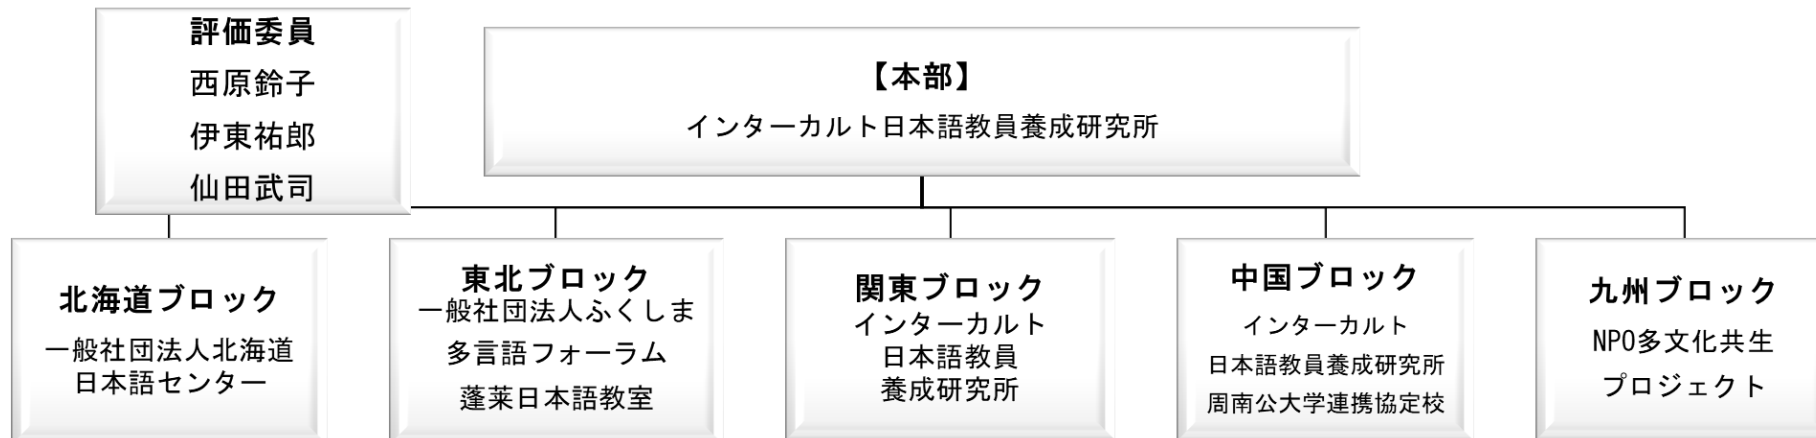 評価委員
西原鈴子
伊東祐郎
仙田武司
【本部】
インターカルト日本語教員養成研究所
北海道ブロック
一般社団法人北海道
日本語センター
東北ブロック
一般社団法人ふくしま
多言語フォーラム
蓬莱日本語教室
関東ブロック
インターカルト
日本語教員
養成研究所
中国ブロック
インターカルト
日本語教員養成研究所
周南公大学連携協定校
九州ブロック
NPO多文化共生
プロジェクト